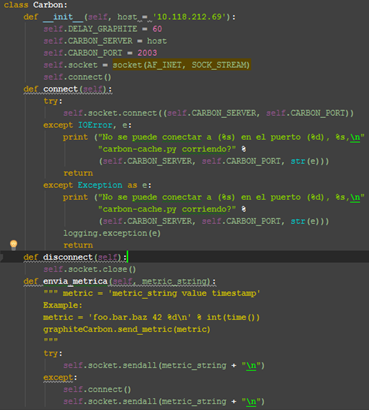 class Carbon:
    def __init__(self, host = '10.118.212.69'):
        self.DELAY_GRAPHITE = 60
        self.CARBON_SERVER = host
        self.CARBON_PORT = 2003
        self.socket = socket(AF_INET, SOCK_STREAM)
        self.connect()
    def connect(self):
        try:
            self.socket.connect((self.CARBON_SERVER, self.CARBON_PORT))
        except IOError, e:
            print ("No se puede conectar a (%s) en el puerto (%d), %s,\n"
                  "carbon-cache.py corriendo?" %
                  (self.CARBON_SERVER, self.CARBON_PORT, str(e)))
            return
        except Exception as e:
            print ("No se puede conectar a (%s) en el puerto (%d), %s,\n"
                  "carbon-cache.py corriendo?" %
                  (self.CARBON_SERVER, self.CARBON_PORT, str(e)))
            logging.exception(e)
            return
    def disconnect(self):
        self.socket.close()
    def envia_metrica(self, metric_string):
        """ metric = 'metric_string value timestamp'
        Example:
        metric = 'foo.bar.baz 42 %d\n' % int(time())
        graphiteCarbon.send_metric(metric)
        """
        try:
            self.socket.sendall(metric_string + "\n")
        except:
            self.connect()
            self.socket.sendall(metric_string + "\n")